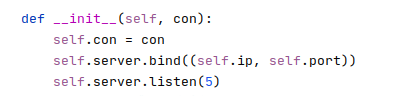 def __init__(self, con):
    self.con = con
    self.server.bind((self.ip, self.port))
    self.server.listen(5)